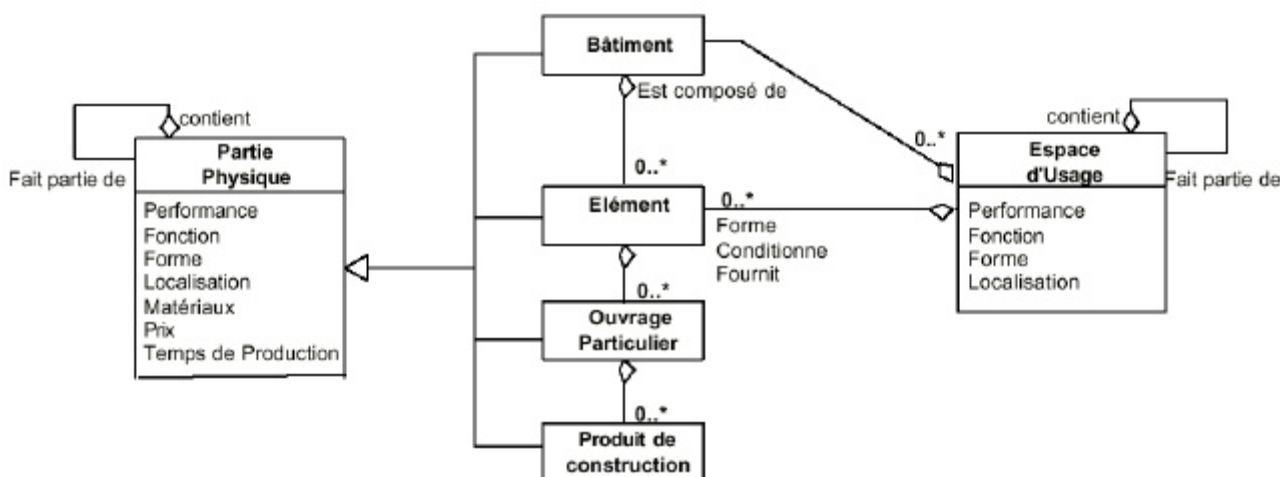 Bâtiment
Est composé de
0..*
contient
Partie
Physique
Fait partie de
Performance
Fonction
Forme
Localisation
Matériaux
Prix
Temps de Production
Elément
0..*
Forme
Conditionne
Fournit
0..*
Ouvrage
Particulier
0..*
Produit de
construction
0..*
contient
Espace
d'Usage
Fait partie de
Performance
Fonction
Forme
Localisation